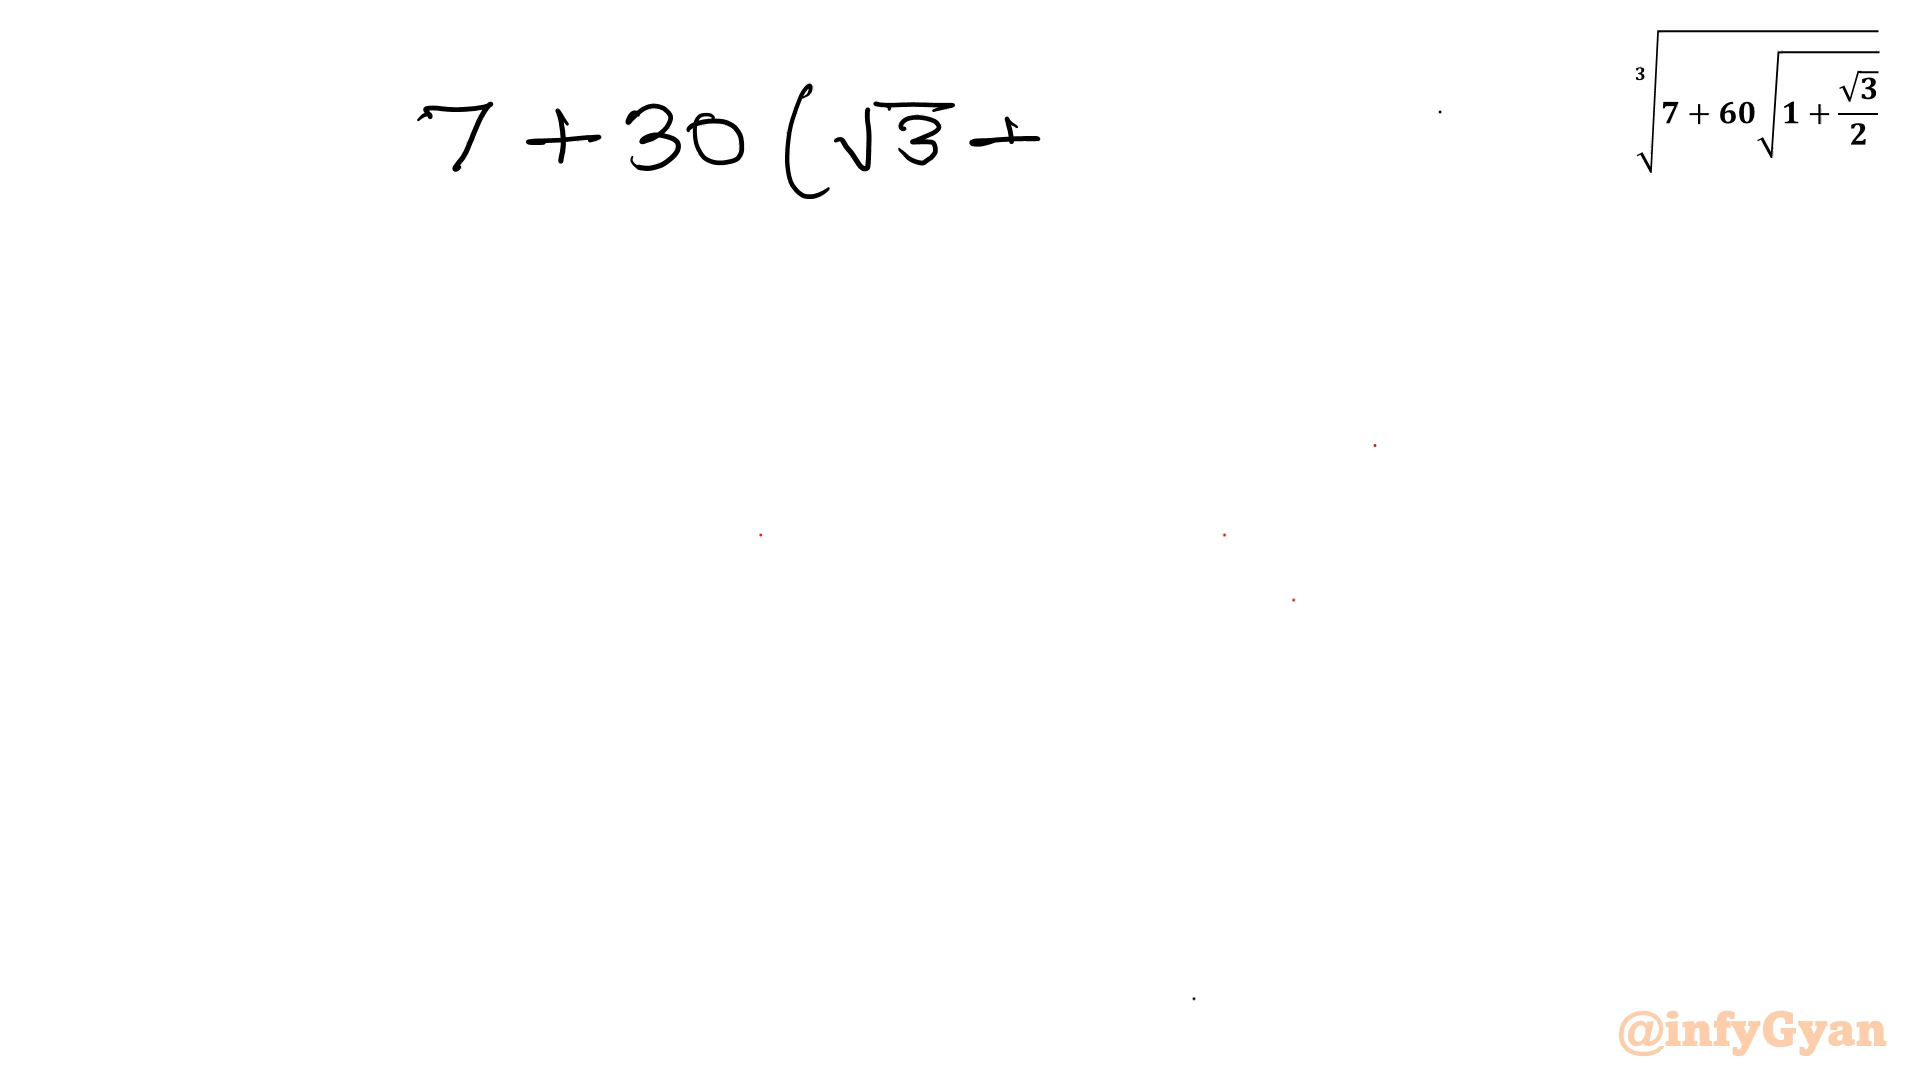 7 + 30 (√3 +
∛(7 + 60 √(1 + √3/2))
@infyGyan